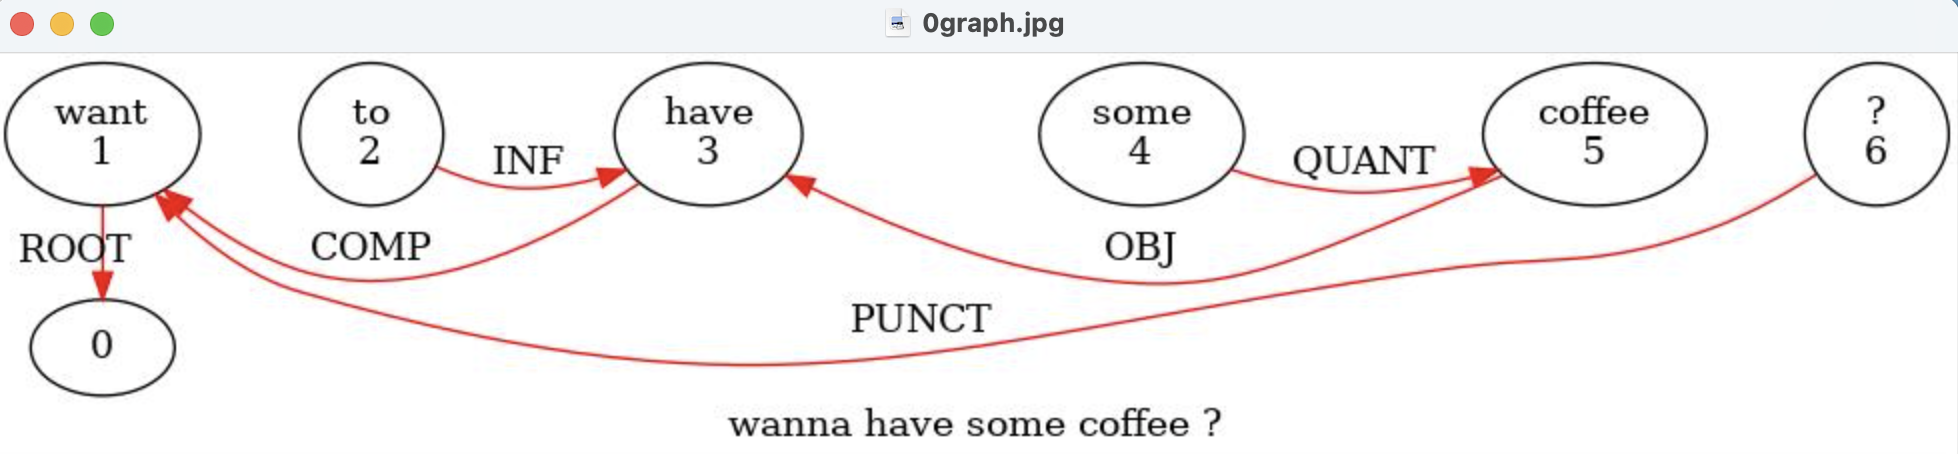 0graph.jpg
want
1
to
2
have
3
some
4
coffee
5
?
6
INF
QUANT
ROOT
COMP
OBJ
PUNCT
0
wanna have some coffee ?